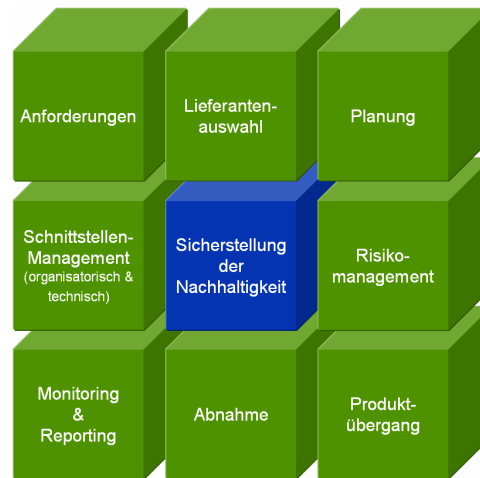 Anforderungen
Lieferanten-
auswahl
Planung
Schnittstellen-
Management
(organisatorisch &
technisch)
Sicherstellung
der
Nachhaltigkeit
Risiko-
management
Monitoring
&
Reporting
Abnahme
Produkt-
übergang